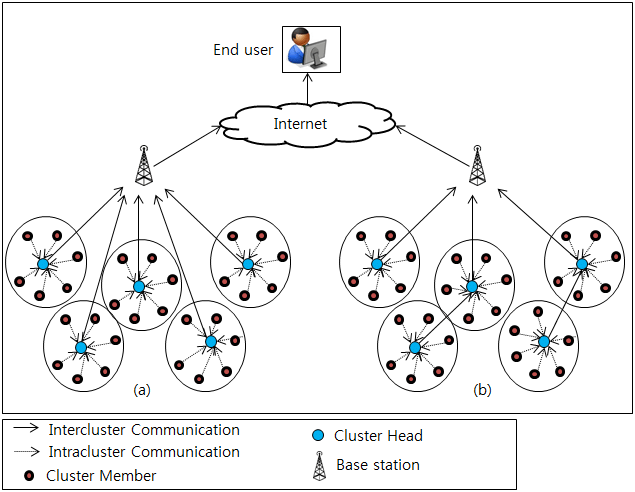 End user
Internet
(a)
(b)
Intercluster Communication
Intracluster Communication
Cluster Member
Cluster Head
Base station